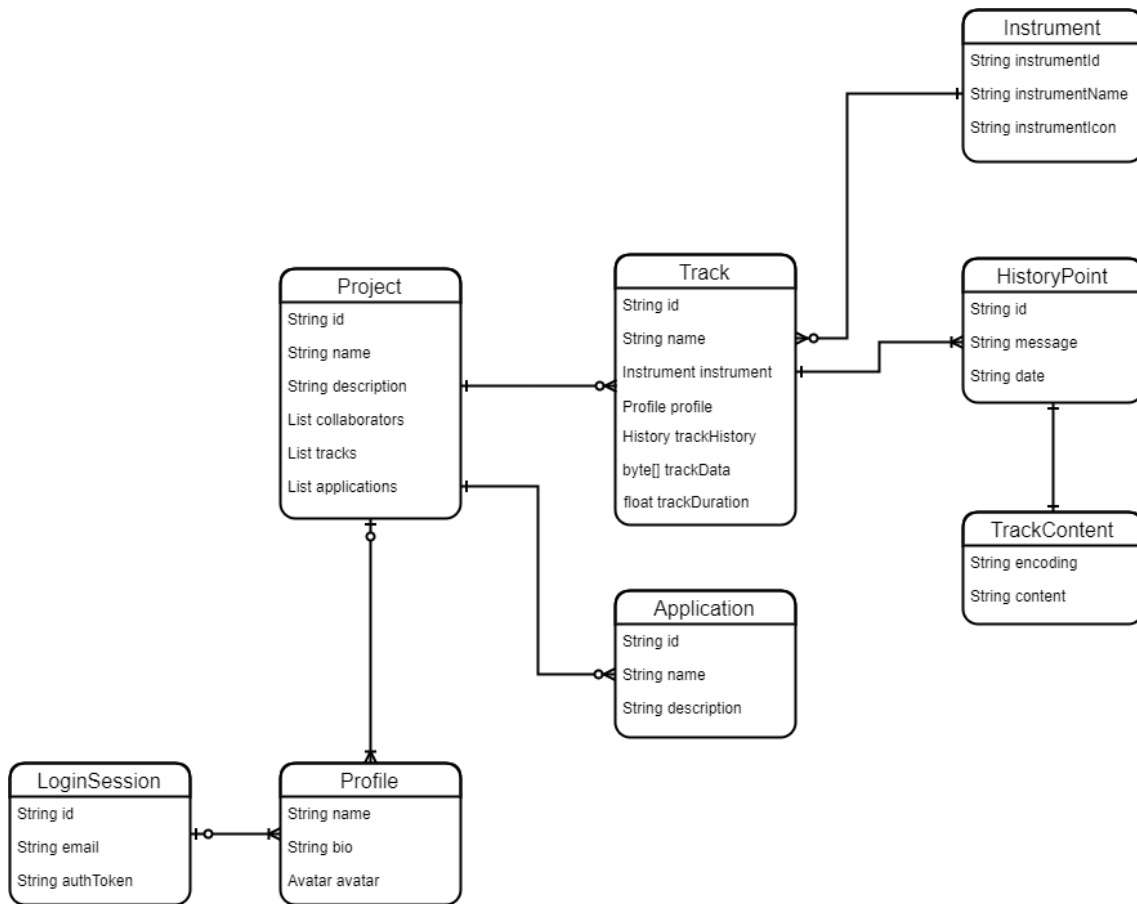 Instrument
String instrumentId
String instrumentName
String instrumentIcon
Project
String id
String name
String description
List collaborators
List tracks
List applications
Track
String id
String name
Instrument instrument
Profile profile
History trackHistory
byte[] trackData
float trackDuration
HistoryPoint
String id
String message
String date
TrackContent
String encoding
String content
Application
String id
String name
String description
LoginSession
String id
String email
String authToken
Profile
String name
String bio
Avatar avatar